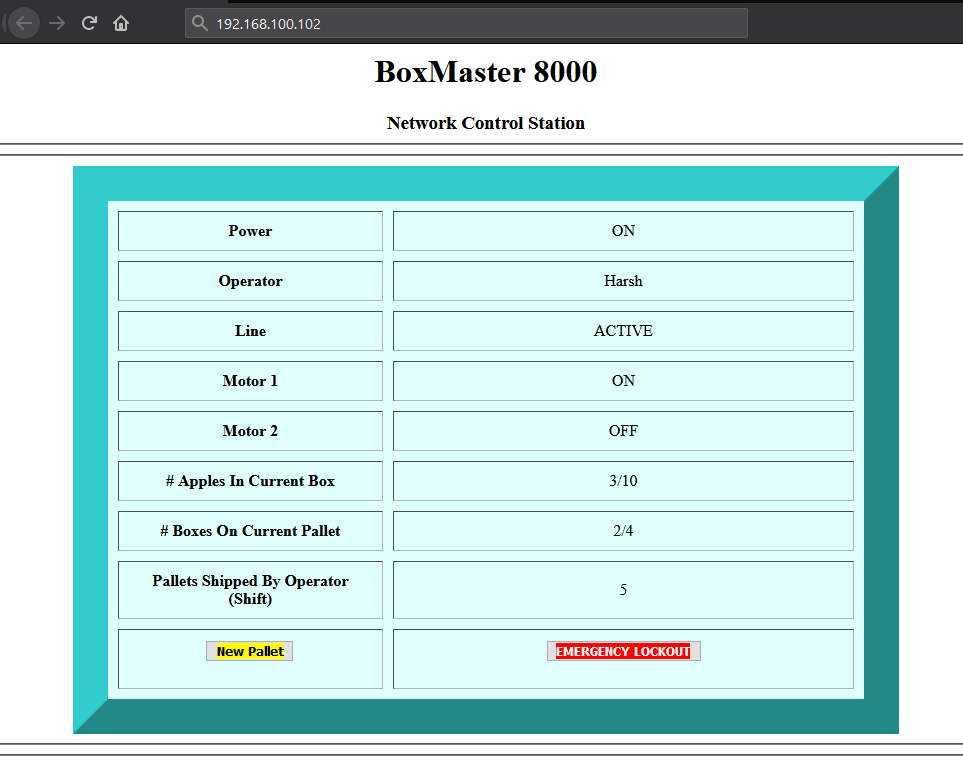 192.168.100.102
BoxMaster 8000
Network Control Station
Power ON
Operator Harsh
Line ACTIVE
Motor 1 ON
Motor 2 OFF
# Apples In Current Box 3/10
# Boxes On Current Pallet 2/4
Pallets Shipped By Operator
(Shift) 5
New Pallet EMERGENCY LOCKOUT